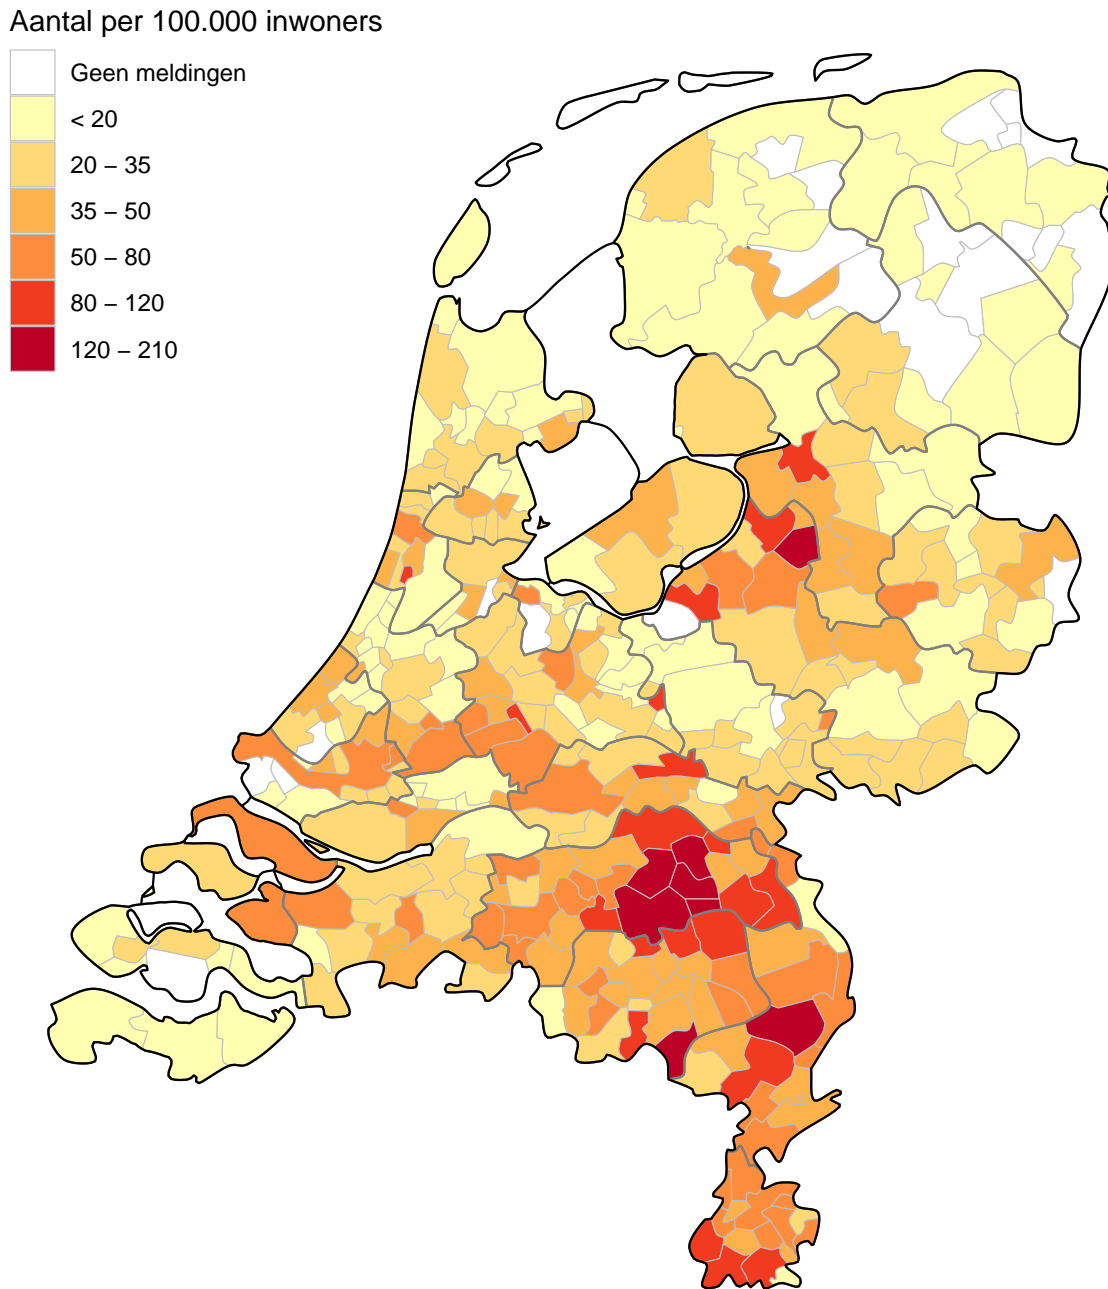 Aantal per 100.000 inwoners
Geen meldingen
< 20
20 – 35
35 – 50
50 – 80
80 – 120
120 – 210